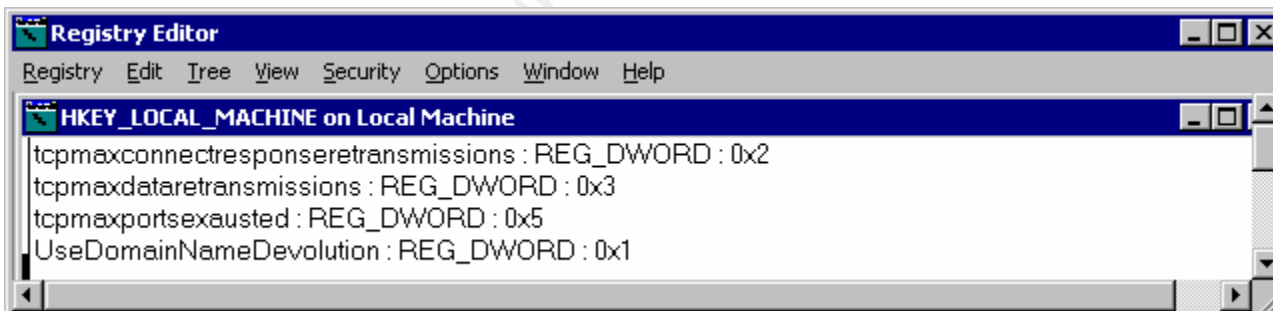 Registry Editor
Registry Edit Tree View Security Options Window Help
HKEY_LOCAL_MACHINE on Local Machine
tcpmaxconnectresponseretransmissions : REG_DWORD : 0x2
tcpmaxdataretransmissions : REG_DWORD : 0x3
tcpmaxportsexausted : REG_DWORD : 0x5
UseDomainNameDevolution : REG_DWORD : 0x1